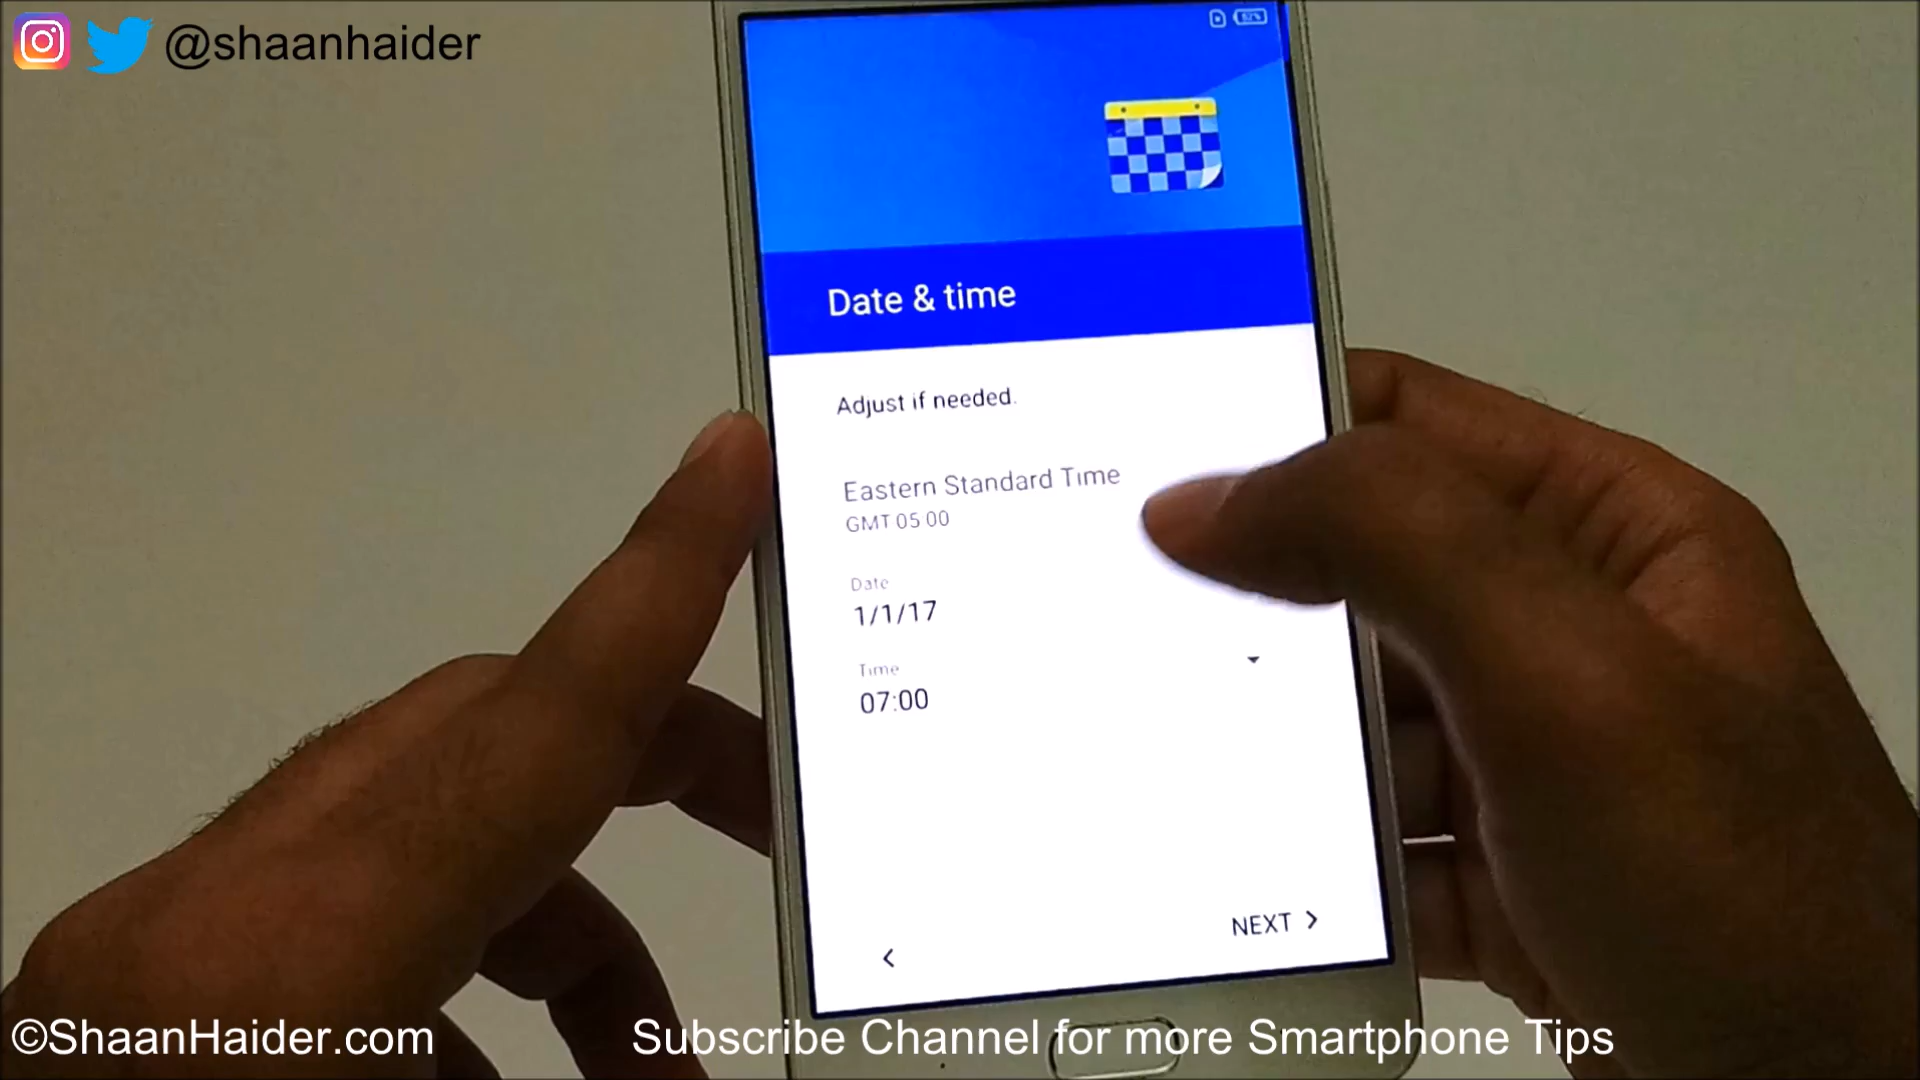 @shaanhaider
Date & time
Adjust if needed.
Eastern Standard Time
GMT 05 00
Date
1/1/17
Time
07:00
NEXT
©ShaanHaider.com
Subscribe Channel for more Smartphone Tips